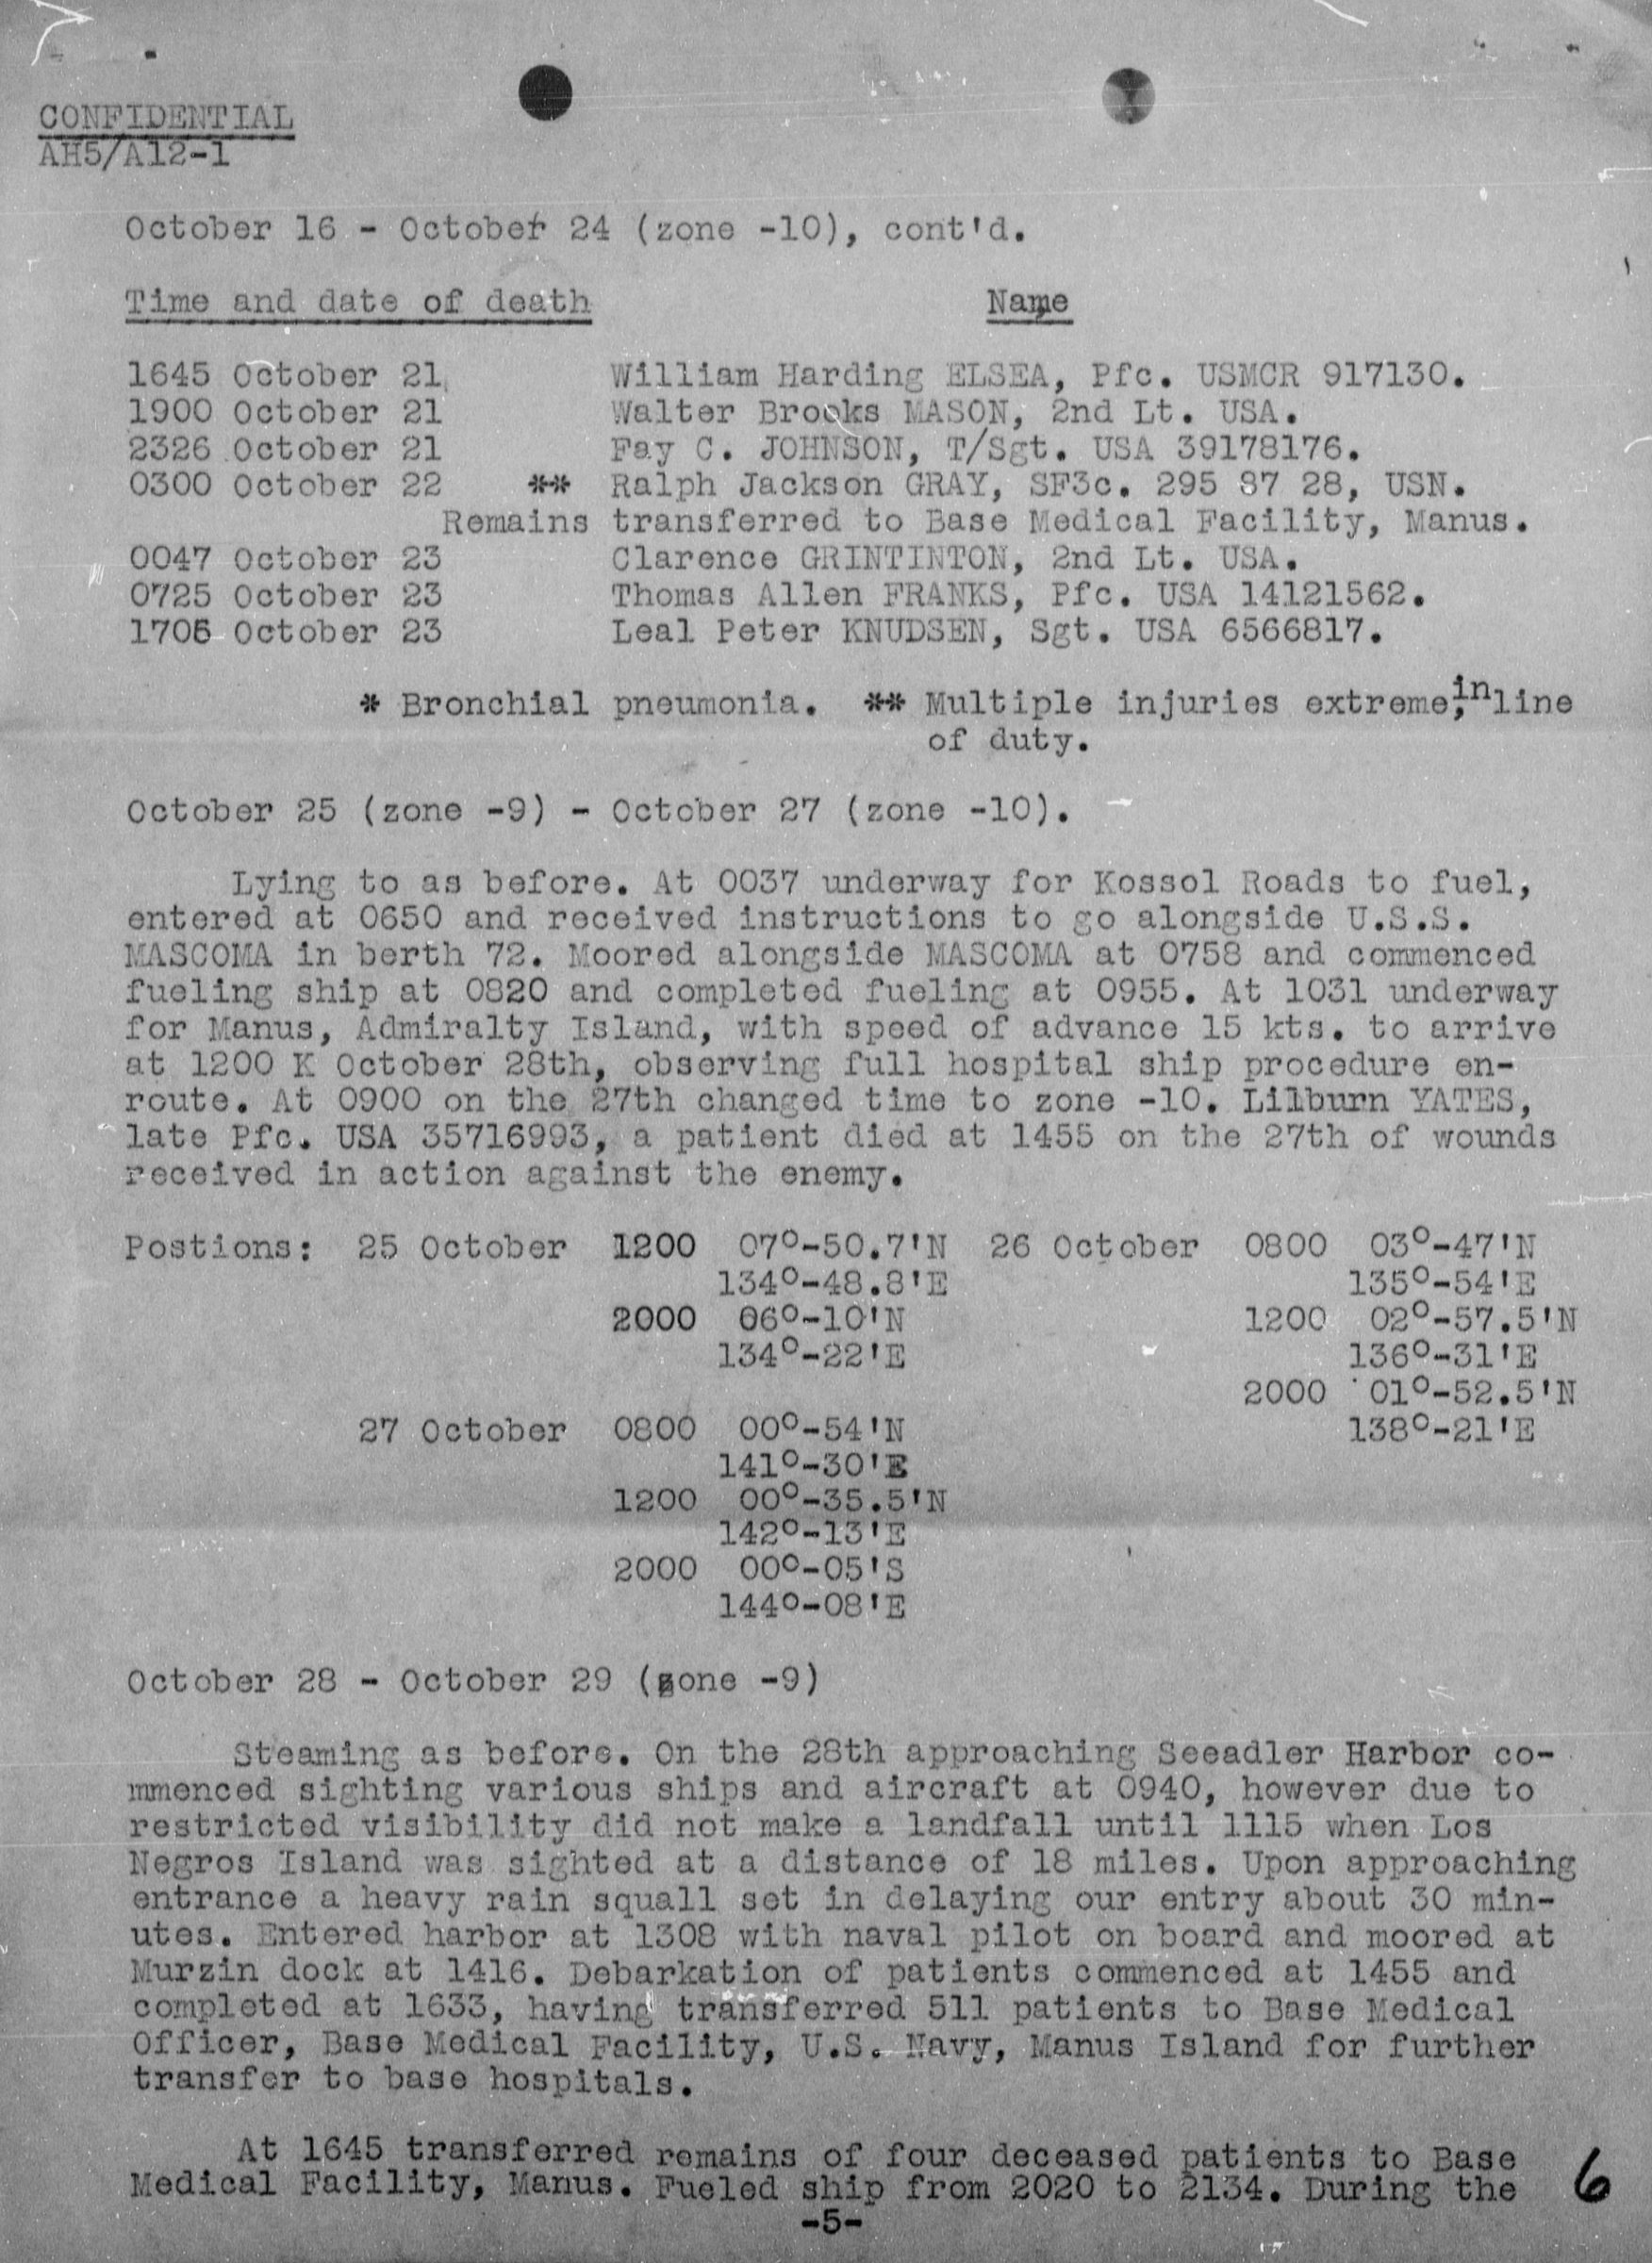 CONFIDENTIAL
AH5/A12-1
October 16 - October 24 (zone -10), cont'd.
Time and date of death Name
1645 October 21 William Harding ELSEA, Pfc. USMCR 917130.
1900 October 21 Walter Brooks MASON, 2nd Lt. USA.
2326 October 21 Fay C. JOHNSON, T/Sgt. USA 39178176.
0300 October 22 ** Ralph Jackson GRAY, SF3c. 295 87 28, USN.
Remains transferred to Base Medical Facility, Manus.
0047 October 23 Clarence GRINTINTON, 2nd Lt. USA.
0725 October 23 Thomas Allen FRANKS, Pfc. USA 14121562.
October 23 Leal Peter KNUDSEN, Sgt. USA 6566817.
* Bronchial pneumonia. ** Multiple injuries extreme, in line
of duty.
October 25 (zone -9) - October 27 (zone -10).
Lying to as before. At 0037 underway for Kossol Roads to fuel,
entered at 0650 and received instructions to go alongside U.S.S.
MASCOMA in berth 72. Moored alongside MASCOMA at 0758 and commenced
fueling ship at 0820 and completed fueling at 0955. At 1031 underway
for Manus, Admiralty Island, with speed of advance 15 kts. to arrive
at 1200 K October 28th, observing full hospital ship procedure en-
route. At 0900 on the 27th changed time to zone -10. Lilburn YATES,
late Pfc. USA 35716993, a patient died at 1455 on the 27th of wounds
received in action against the enemy.
Postions: 25 October 1200 07°-50.7'N 26 October 0800 03°-47'N
134°-48.8'E 135°-54'E
2000 06°-10'N 1200 02°-57.5'N
134°-22'E 136°-31'E
2000 01°-52.5'N
27 October 0800 00°-54'N 138°-21'E
141°-30'E
1200 00°-35.5'N
142°-13'E
2000 00°-05'S
144°-08'E
October 28 - October 29 (zone -9)
Steaming as before. On the 28th approaching Seeadler Harbor co-
mmenced sighting various ships and aircraft at 0940, however due to
restricted visibility did not make a landfall until 1115 when Los
Negros Island was sighted at a distance of 18 miles. Upon approaching
entrance a heavy rain squall set in delaying our entry about 30 min-
utes. Entered harbor at 1308 with naval pilot on board and moored at
Murzin dock at 1416. Debarkation of patients commenced at 1455 and
completed at 1633, having transferred 511 patients to Base Medical
Officer, Base Medical Facility, U.S. Navy, Manus Island for further
transfer to base hospitals.
At 1645 transferred remains of four deceased patients to Base
Medical Facility, Manus. Fueled ship from 2020 to 2134. During the
6
-5-